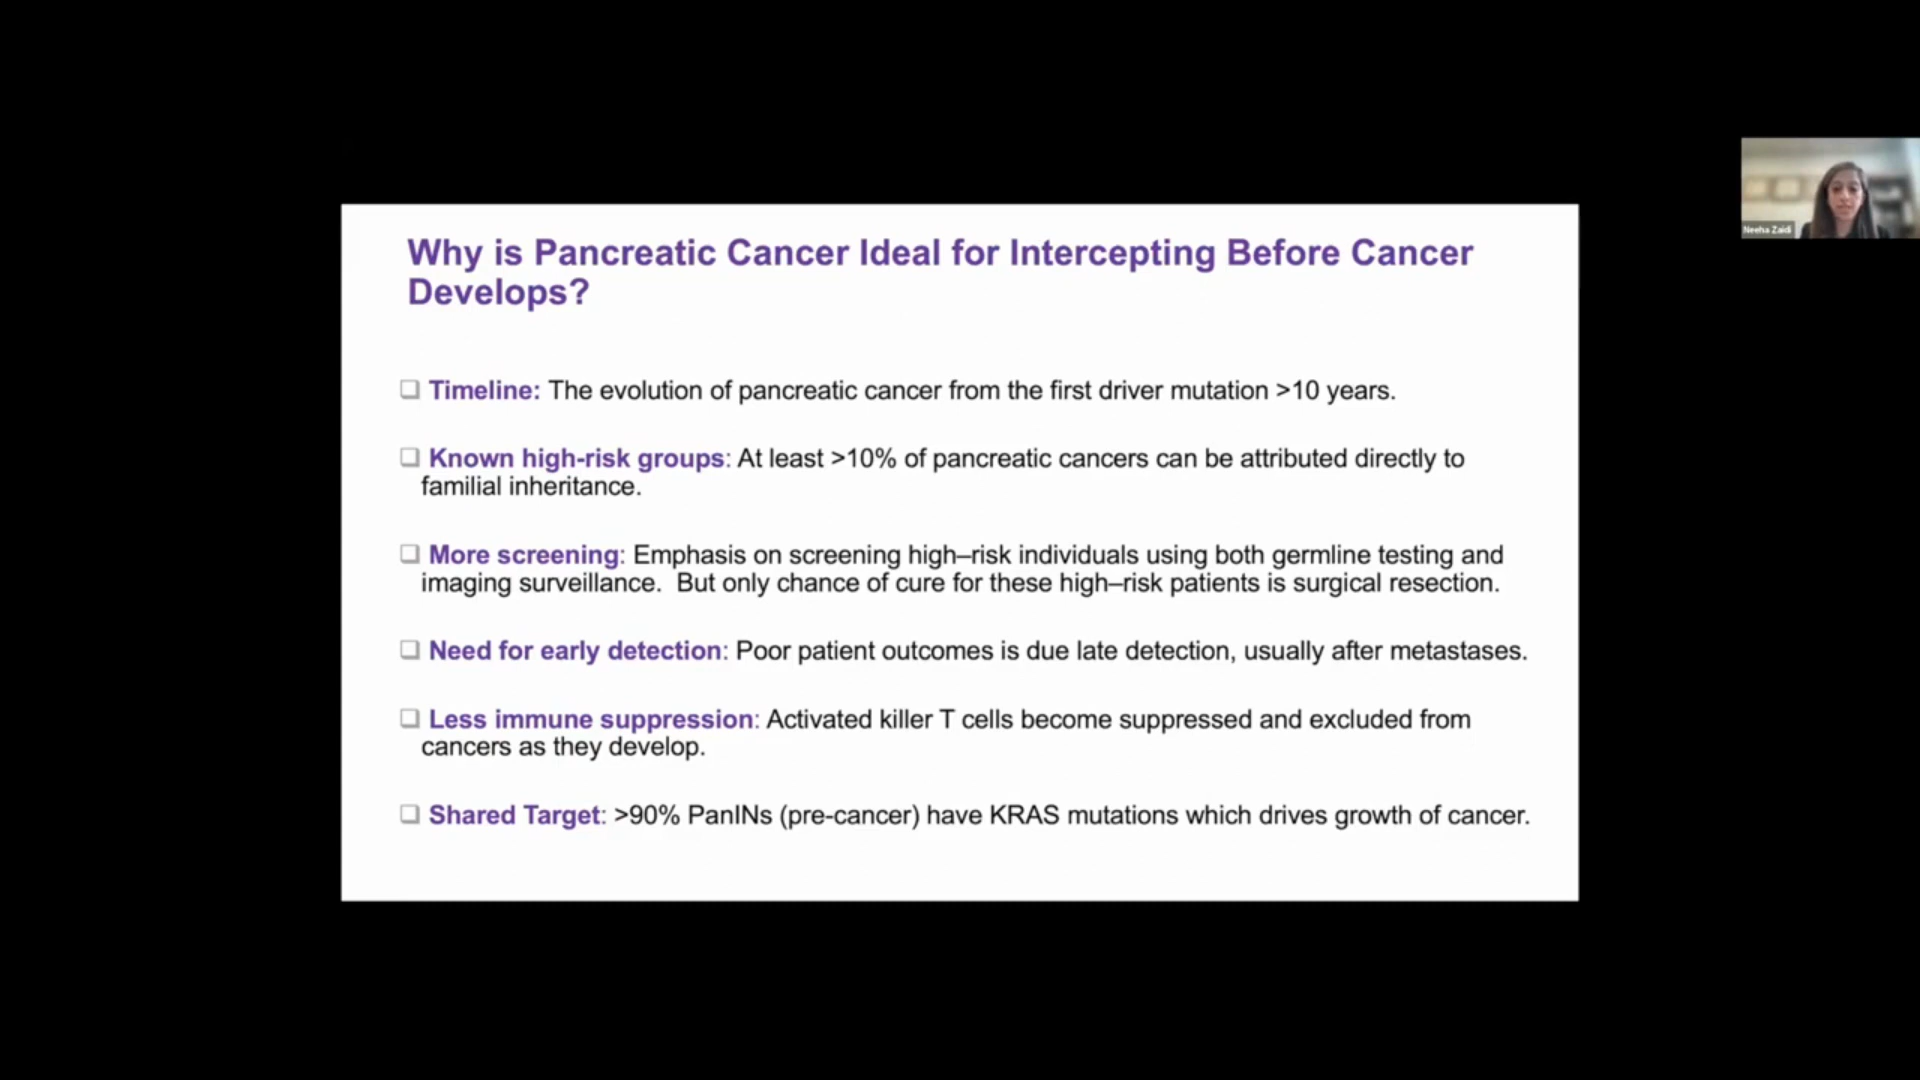 Why is Pancreatic Cancer Ideal for Intercepting Before Cancer
Develops?
Neeha Zaidi
Timeline: The evolution of pancreatic cancer from the first driver mutation >10 years.
Known high-risk groups: At least >10% of pancreatic cancers can be attributed directly to
familial inheritance.
More screening: Emphasis on screening high–risk individuals using both germline testing and
imaging surveillance.  But only chance of cure for these high–risk patients is surgical resection.
Need for early detection: Poor patient outcomes is due late detection, usually after metastases.
Less immune suppression: Activated killer T cells become suppressed and excluded from
cancers as they develop.
Shared Target: >90% PanINs (pre-cancer) have KRAS mutations which drives growth of cancer.